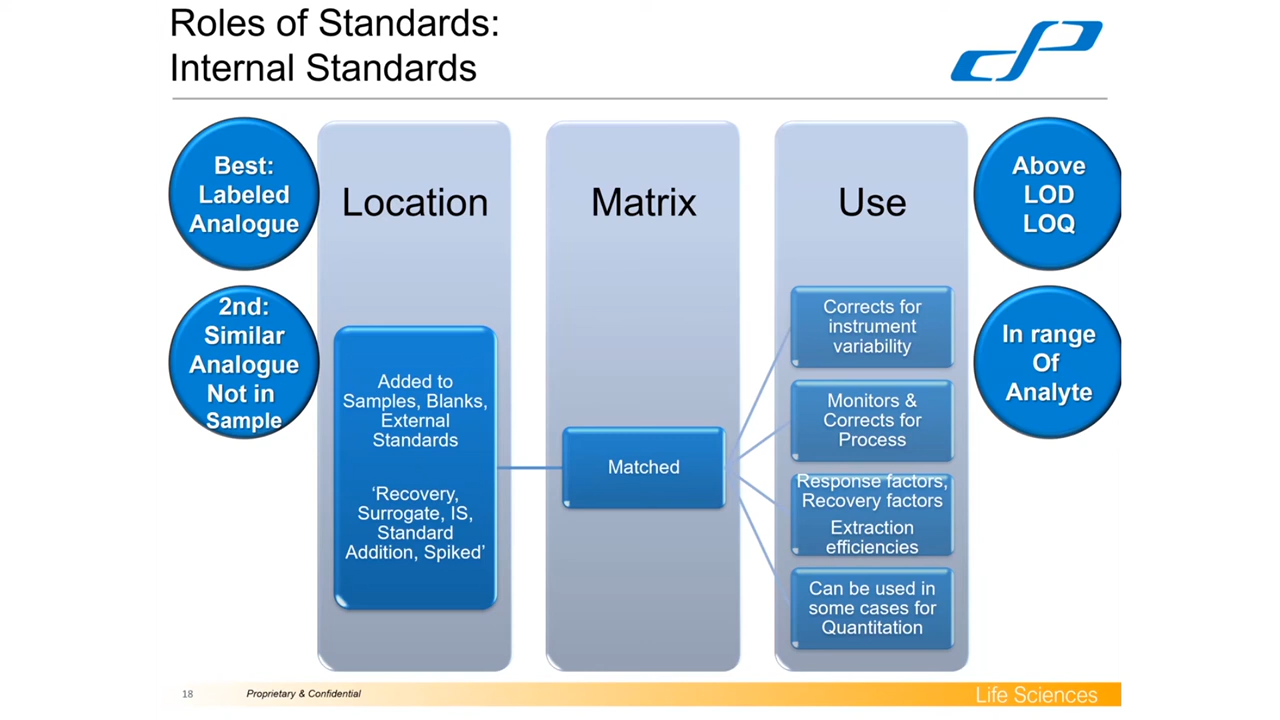 Roles of Standards:
Internal Standards
Best:
Labeled
Analogue
2nd:
Similar
Analogue
Not in
Sample
Location
Added to
Samples, Blanks,
External
Standards
‘Recovery,
Surrogate, IS,
Standard
Addition, Spiked’
Matrix
Matched
Use
Corrects for
instrument
variability
Monitors &
Corrects for
Process
Response factors,
Recovery factors
Extraction
efficiencies
Can be used in
some cases for
Quantitation
Above
LOD
LOQ
In range
Of
Analyte
18
Proprietary & Confidential
Life Sciences